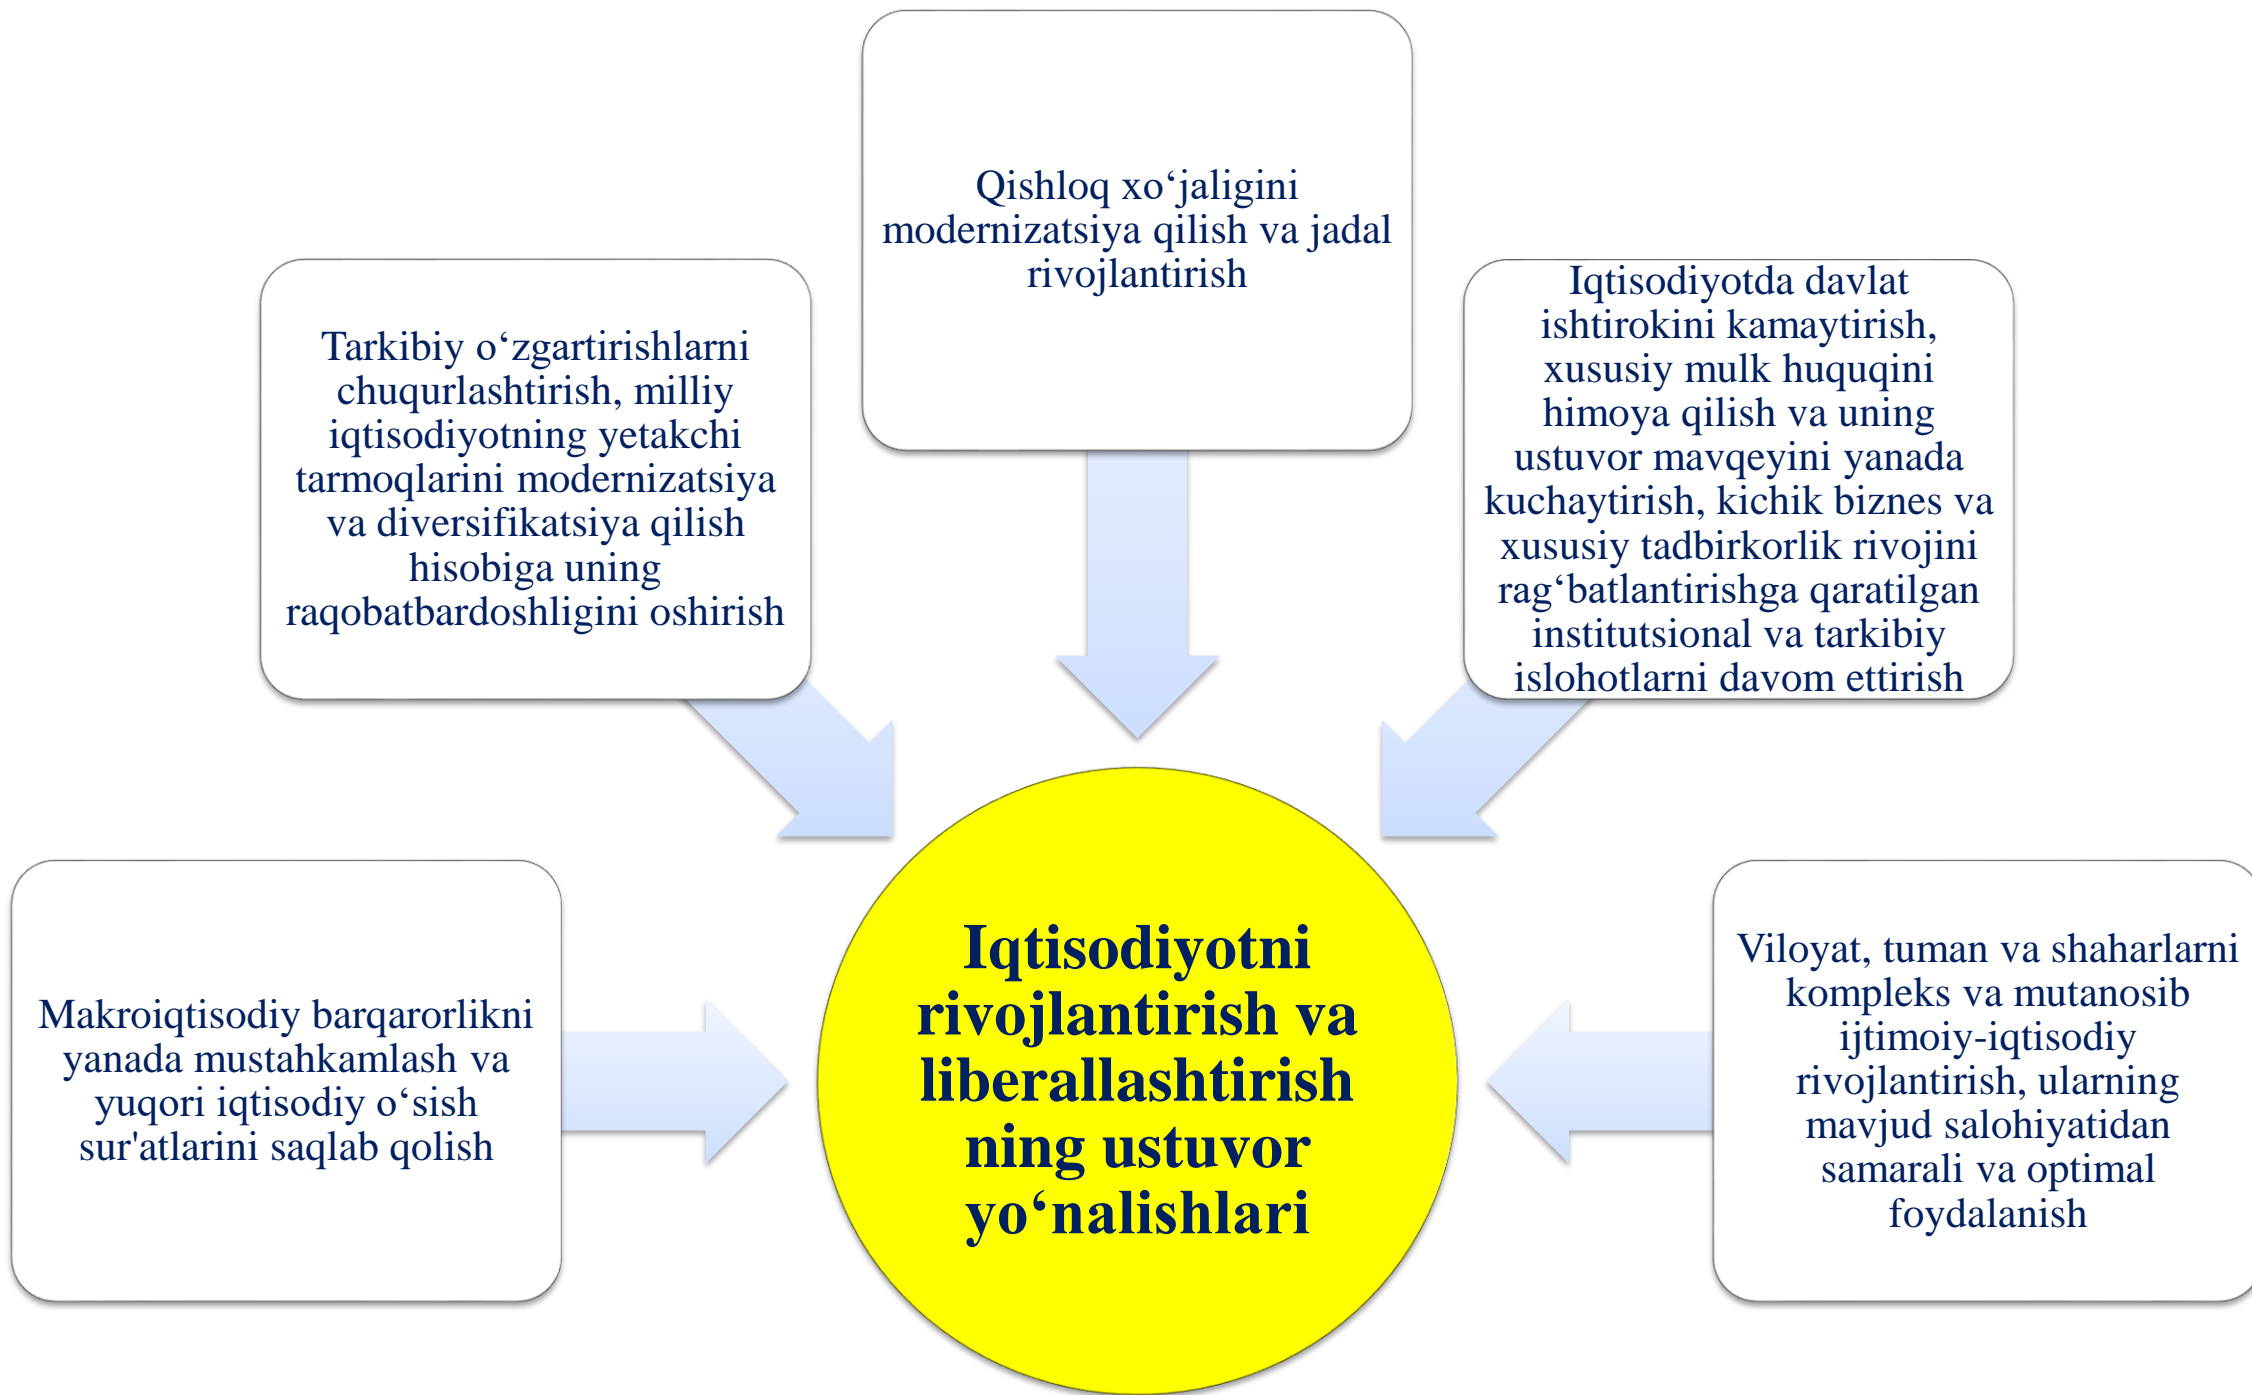 Qishloq xo‘jaligini
modernizatsiya qilish va jadal
rivojlantirish
Tarkibiy o‘zgartirishlarni
chuqurlashtirish, milliy
iqtisodiyotning yetakchi
tarmoqlarini modernizatsiya
va diversifikatsiya qilish
hisobiga uning
raqobatbardoshligini oshirish
Iqtisodiyotda davlat
ishtirokini kamaytirish,
xususiy mulk huquqini
himoya qilish va uning
ustuvor mavqeyini yanada
kuchaytirish, kichik biznes va
xususiy tadbirkorlik rivojini
rag‘batlantirishga qaratilgan
institutsional va tarkibiy
islohotlarni davom ettirish
Makroiqtisodiy barqarorlikni
yanada mustahkamlash va
yuqori iqtisodiy o‘sish
sur'atlarini saqlab qolish
Iqtisodiyotni
rivojlantirish va
liberallashtirish
ning ustuvor
yo‘nalishlari
Viloyat, tuman va shaharlarni
kompleks va mutanosib
ijtimoiy-iqtisodiy
rivojlantirish, ularning
mavjud salohiyatidan
samarali va optimal
foydalanish